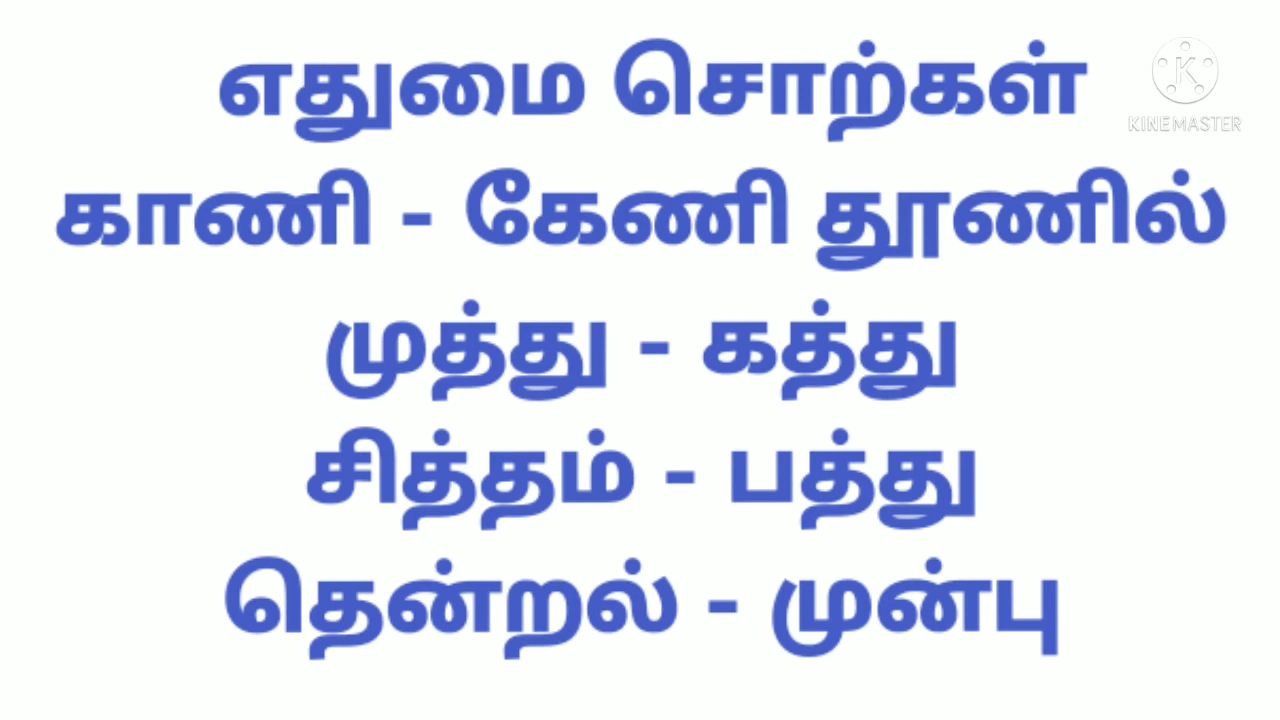 எதுமை சொற்கள்
KINEMASTER
காணி - கேணி தூணில்
முத்து - கத்து
சித்தம் - பத்து
தென்றல் - முன்பு